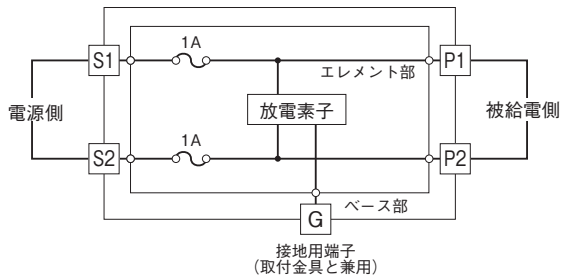 1A
S1
P1
エレメント部
電源側
放電素子
被給電側
1A
S2
P2
G
ベース部
接地用端子
（取付金具と兼用）